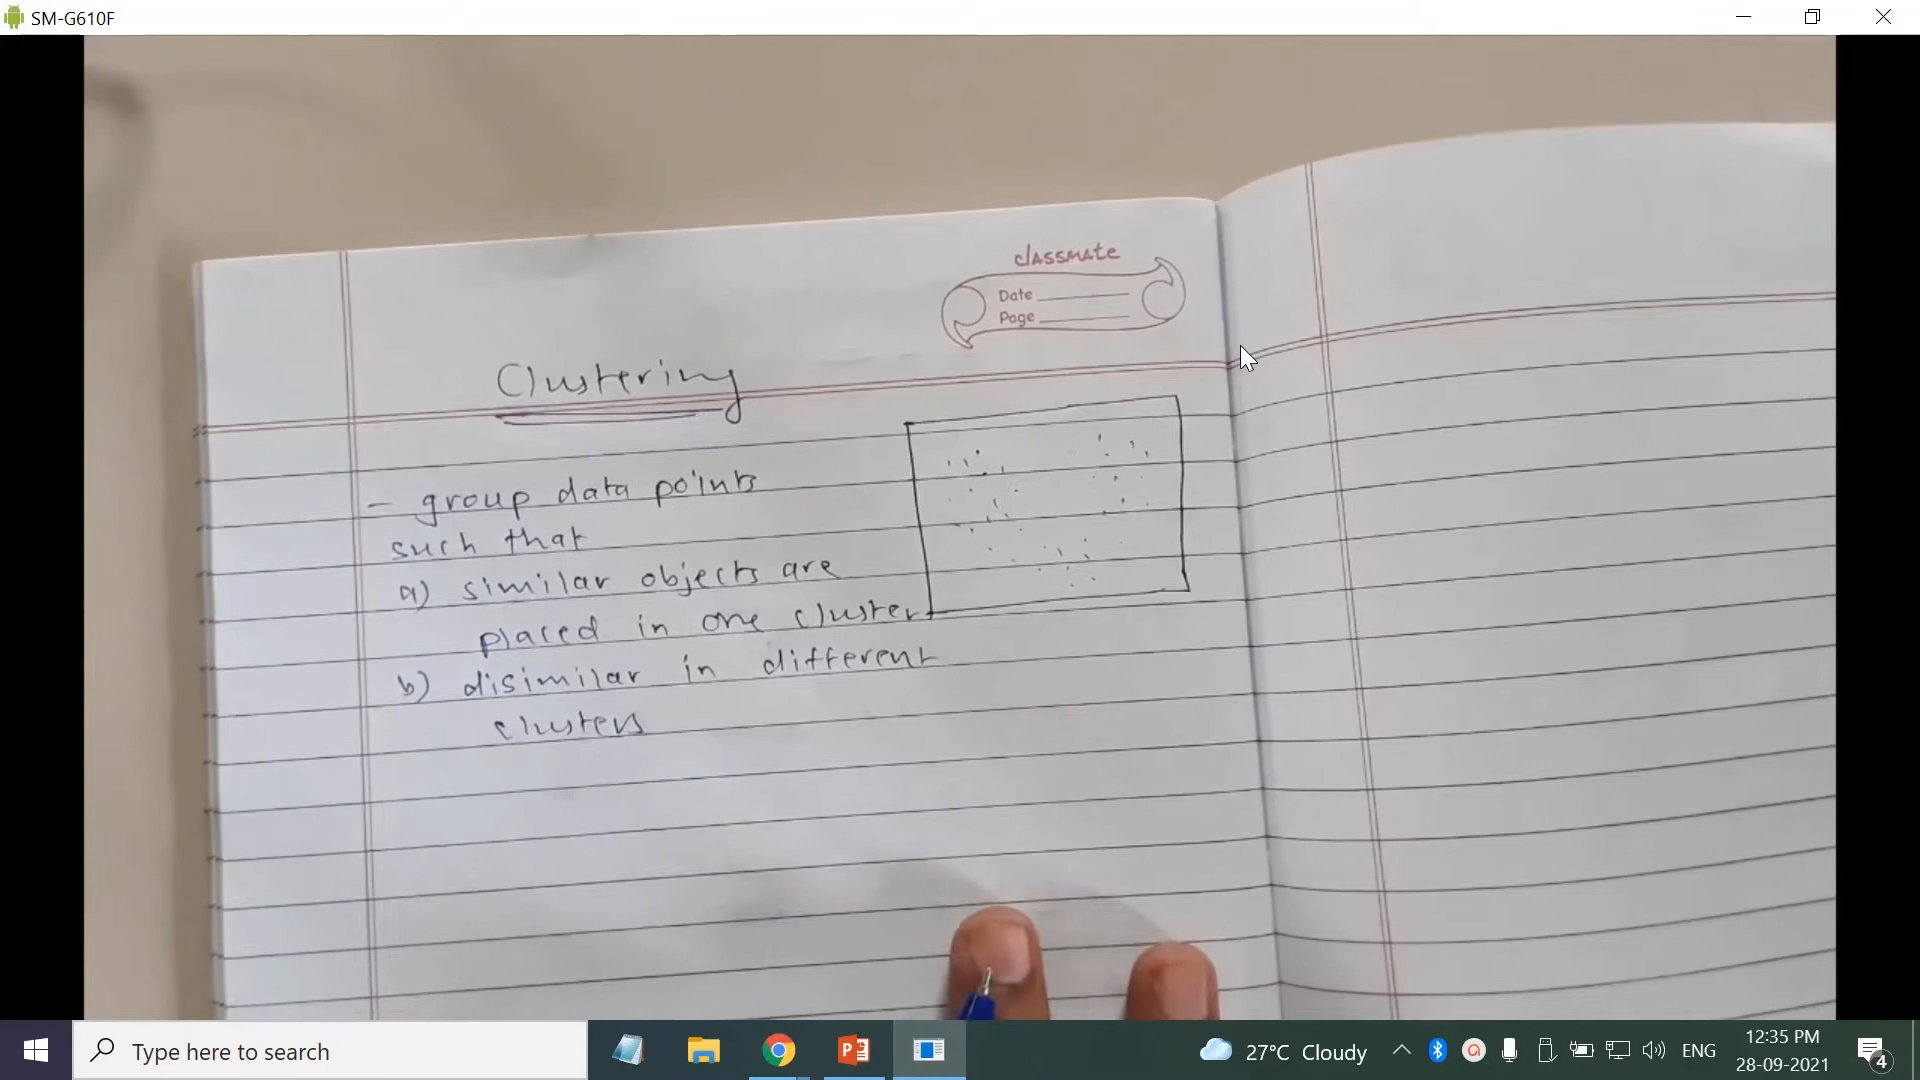 SM-G610F
classmate
Date
Page
Clustering
- group data points
such that
a) similar objects are
placed in one cluster
b) disimilar in different
clusters
Type here to search
27°C Cloudy
ENG
12:35 PM
28-09-2021
4